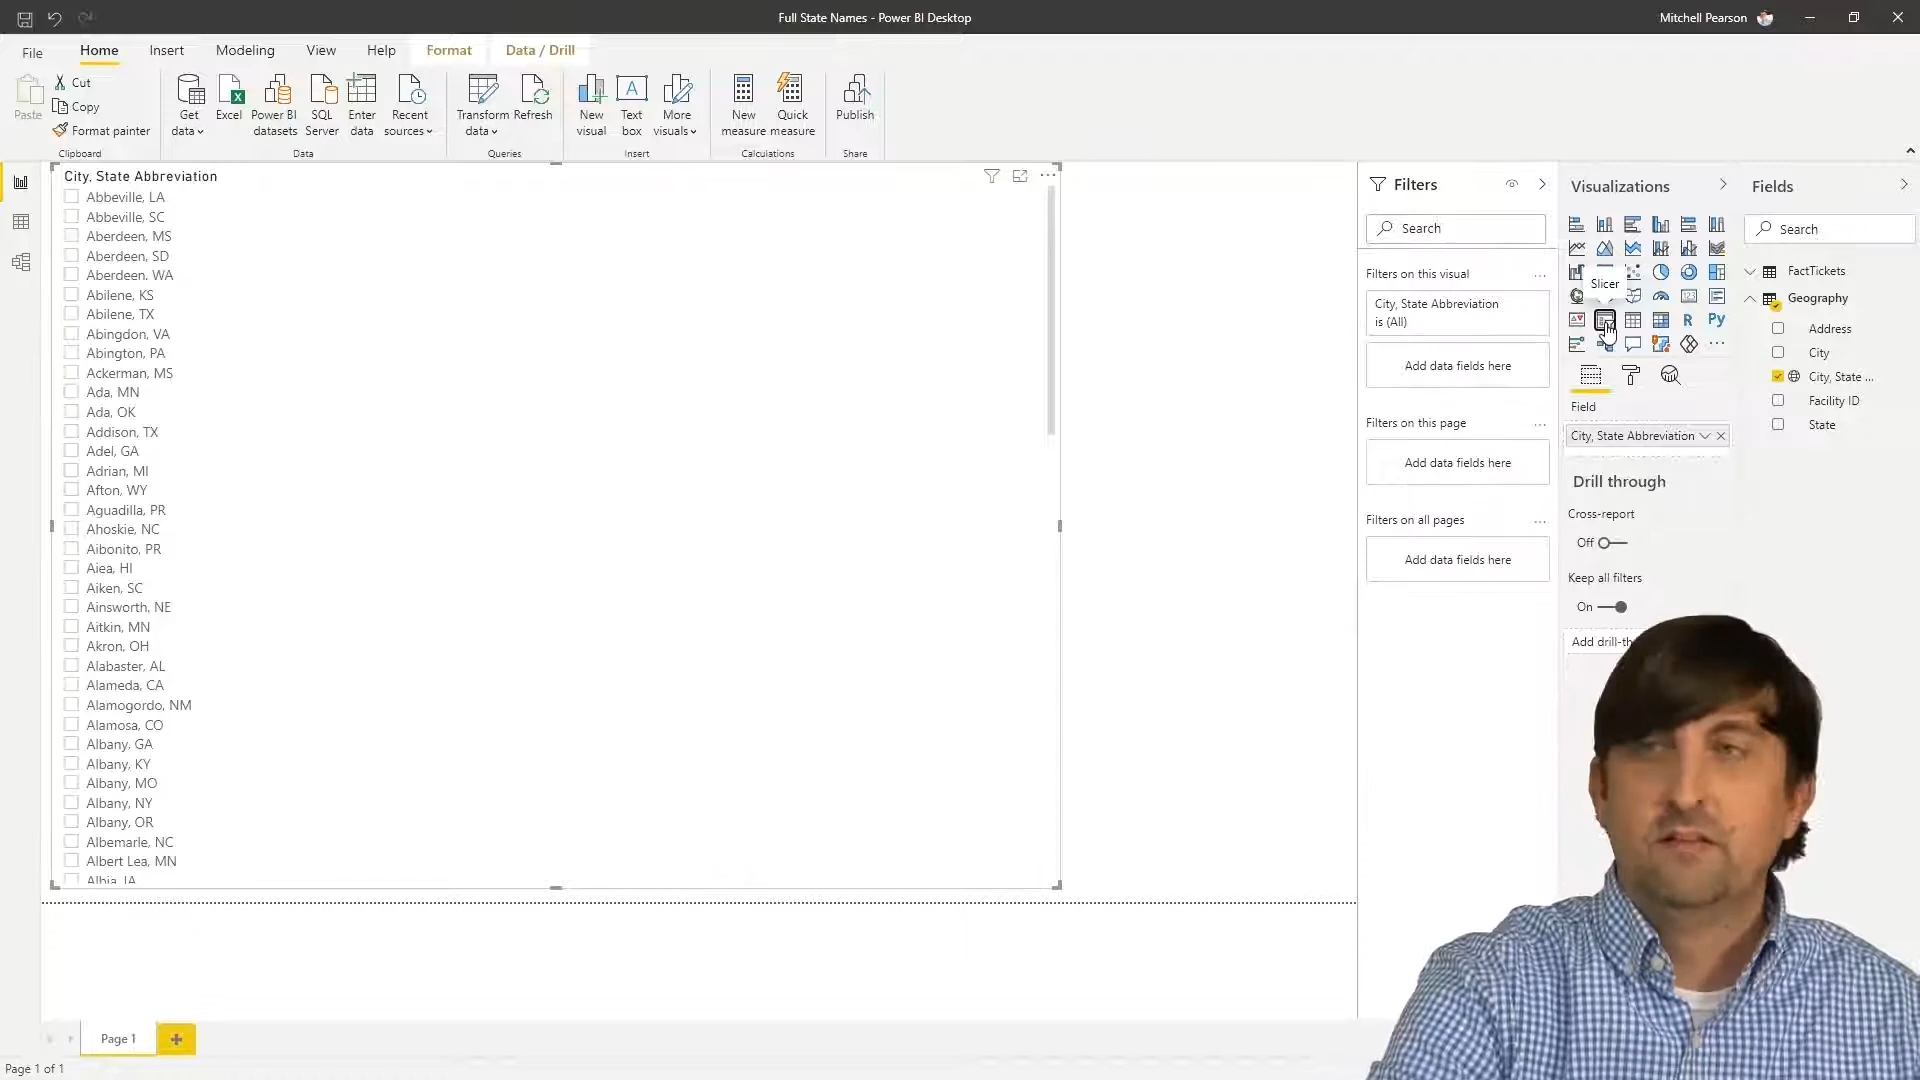 Full State Names - Power BI Desktop
Mitchell Pearson
File
Home
Insert
Modeling
View
Help
Format
Data / Drill
Paste
Cut
Copy
Format painter
Clipboard
Get data
Excel
Power BI datasets
SQL Server
Enter data
Recent sources
Data
Transform data
Refresh
Queries
New visual
Text box
More visuals
Insert
New measure
Quick measure
Calculations
Publish
Share
City, State Abbreviation
Abbeville, LA
Abbeville, SC
Aberdeen, MS
Aberdeen, SD
Aberdeen, WA
Abilene, KS
Abilene, TX
Abingdon, VA
Abington, PA
Ackerman, MS
Ada, MN
Ada, OK
Addison, TX
Adel, GA
Adrian, MI
Afton, WY
Aguadilla, PR
Ahoskie, NC
Aibonito, PR
Aiea, HI
Aiken, SC
Ainsworth, NE
Aitkin, MN
Akron, OH
Alabaster, AL
Alameda, CA
Alamogordo, NM
Alamosa, CO
Albany, GA
Albany, KY
Albany, MO
Albany, NY
Albany, OR
Albemarle, NC
Albert Lea, MN
Albia, IA
Filters
Search
Filters on this visual
City, State Abbreviation
is (All)
Add data fields here
Filters on this page
Add data fields here
Filters on all pages
Add data fields here
Visualizations
Slicer
123
R
Py
Field
City, State Abbreviation
Drill through
Cross-report
Off
Keep all filters
On
Add drill-th
Fields
Search
FactTickets
Geography
Address
City
City, State ...
Facility ID
State
Page 1
Page 1 of 1